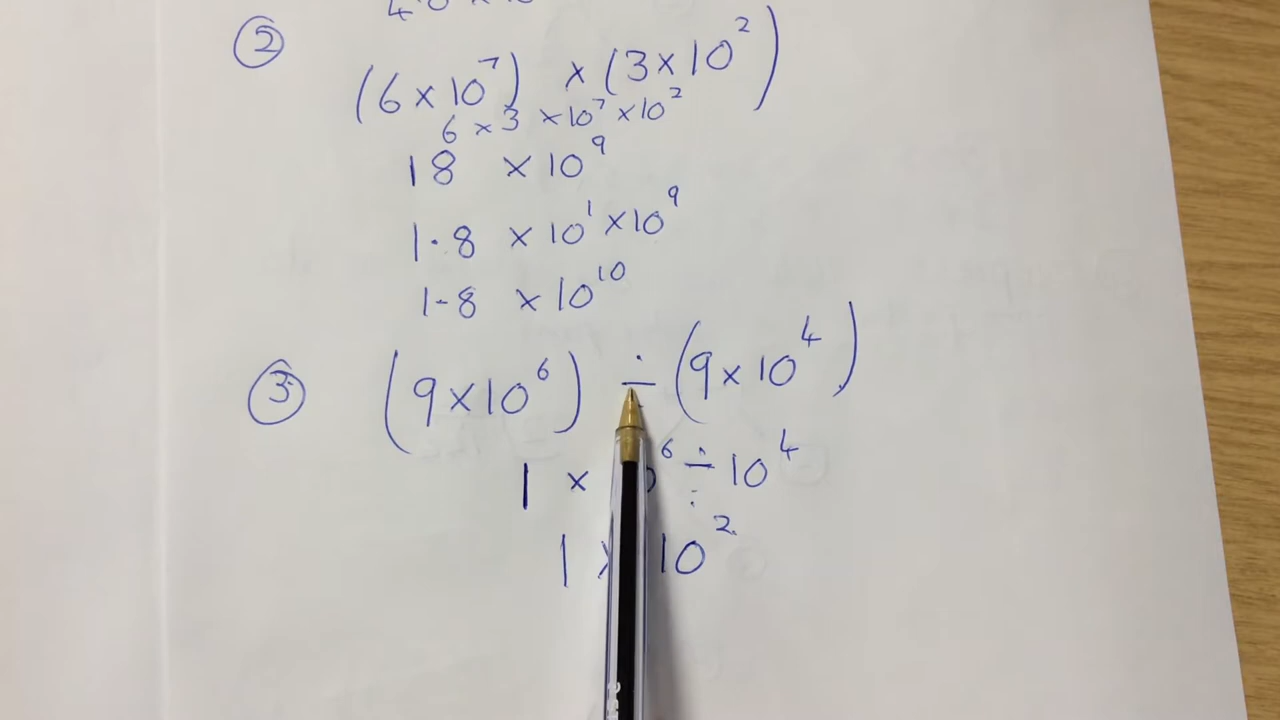 ②
(6 × 10⁷) × (3 × 10²)
6 × 3 × 10⁷ × 10²
18 × 10⁹
1·8 × 10¹ × 10⁹
1·8 × 10¹⁰
③ (9 × 10⁶) ÷ (9 × 10⁴)
1 × 0⁶ ÷ 10⁴
1 × 10²